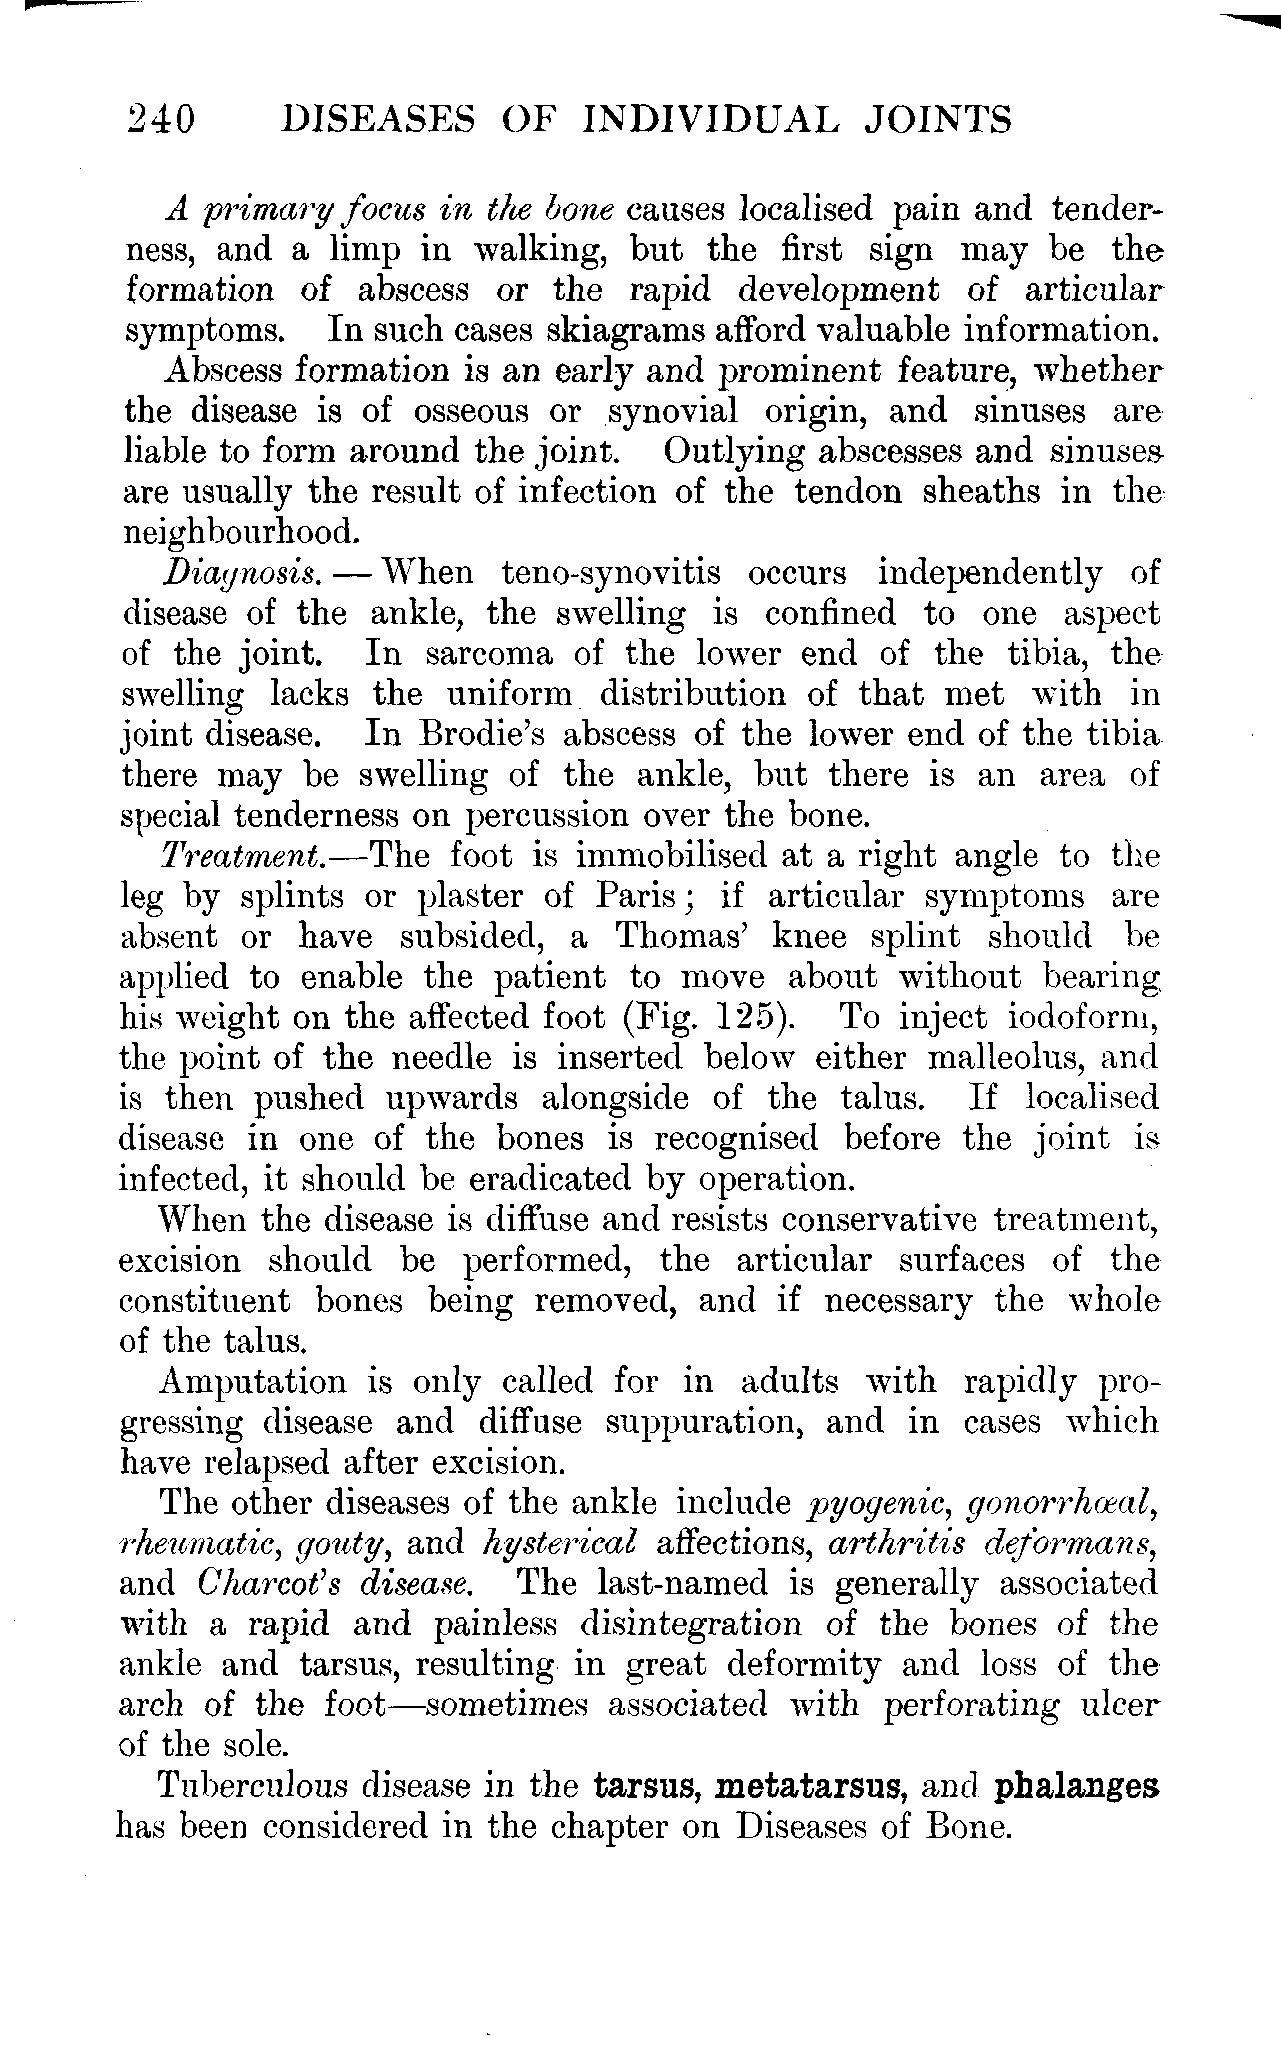 240 DISEASES OF INDIVIDUAL JOINTS
A primary focus in the bone causes localised pain and tender-
ness, and a limp in walking, but the first sign may be the
formation of abscess or the rapid development of articular
symptoms. In such cases skiagrams afford valuable information.
Abscess formation is an early and prominent feature, whether
the disease is of osseous or synovial origin, and sinuses are
liable to form around the joint. Outlying abscesses and sinuses
are usually the result of infection of the tendon sheaths in the
neighbourhood.
Diagnosis. — When teno-synovitis occurs independently of
disease of the ankle, the swelling is confined to one aspect
of the joint. In sarcoma of the lower end of the tibia, the
swelling lacks the uniform distribution of that met with in
joint disease. In Brodie's abscess of the lower end of the tibia
there may be swelling of the ankle, but there is an area of
special tenderness on percussion over the bone.
Treatment.—The foot is immobilised at a right angle to the
leg by splints or plaster of Paris; if articular symptoms are
absent or have subsided, a Thomas' knee splint should be
applied to enable the patient to move about without bearing
his weight on the affected foot (Fig. 125). To inject iodoform,
the point of the needle is inserted below either malleolus, and
is then pushed upwards alongside of the talus. If localised
disease in one of the bones is recognised before the joint is
infected, it should be eradicated by operation.
When the disease is diffuse and resists conservative treatment,
excision should be performed, the articular surfaces of the
constituent bones being removed, and if necessary the whole
of the talus.
Amputation is only called for in adults with rapidly pro-
gressing disease and diffuse suppuration, and in cases which
have relapsed after excision.
The other diseases of the ankle include pyogenic, gonorrhœal,
rheumatic, gouty, and hysterical affections, arthritis deformans,
and Charcot's disease. The last-named is generally associated
with a rapid and painless disintegration of the bones of the
ankle and tarsus, resulting in great deformity and loss of the
arch of the foot—sometimes associated with perforating ulcer
of the sole.
Tuberculous disease in the tarsus, metatarsus, and phalanges
has been considered in the chapter on Diseases of Bone.